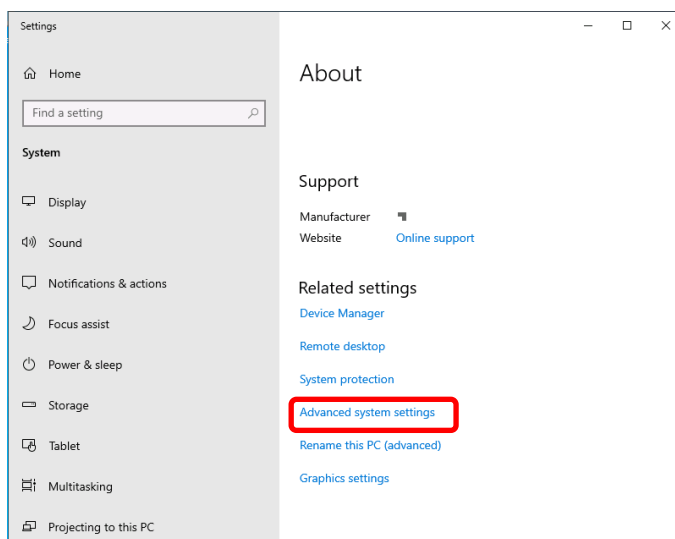 Settings
Home
Find a setting
System
Display
Sound
Notifications & actions
Focus assist
Power & sleep
Storage
Tablet
Multitasking
Projecting to this PC
About
Support
Manufacturer
Website Online support
Related settings
Device Manager
Remote desktop
System protection
Advanced system settings
Rename this PC (advanced)
Graphics settings